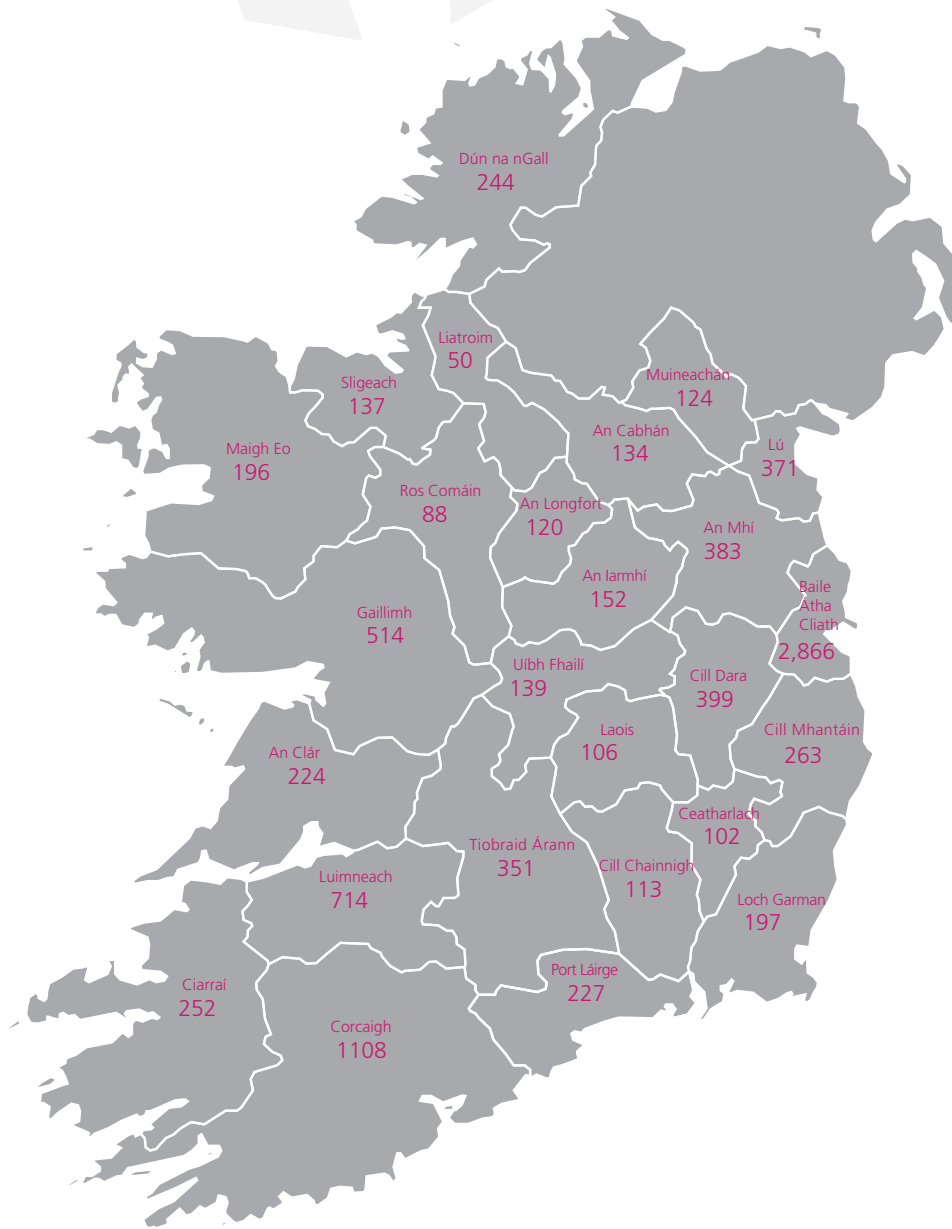 Dún na nGall
244
Liatroim
50
Sligeach
137
Muineachán
124
Maigh Eo
196
An Cabhán
134
Lú
371
Ros Comáin
88
An Longfort
120
An Mhí
383
An Iarmhí
152
Baile
Átha
Cliath
2,866
Gaillimh
514
Uíbh Fhailí
139
Cill Dara
399
Laois
106
Cill Mhantáin
263
An Clár
224
Ceatharlach
102
Tiobraid Árann
351
Cill Chainnigh
113
Luimneach
714
Loch Garman
197
Port Láirge
227
Ciarraí
252
Corcaigh
1108